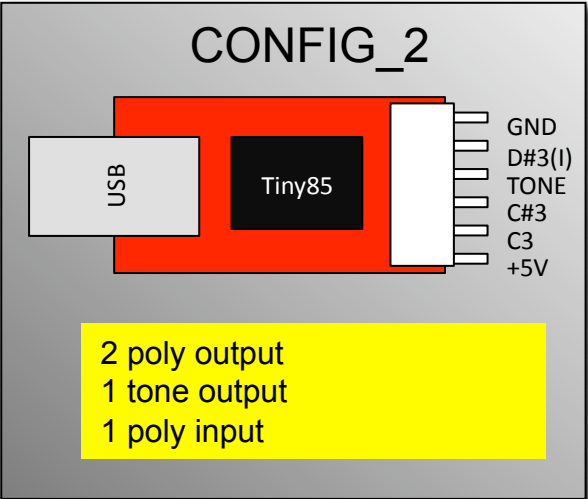 CONFIG_2
USB
Tiny85
GND
D#3(I)
TONE
C#3
C3
+5V
2 poly output
1 tone output
1 poly input